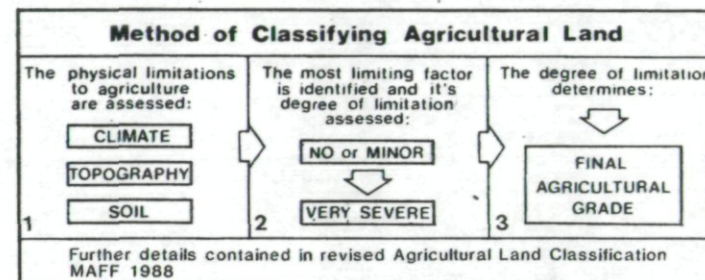 Method of Classifying Agricultural Land
The physical limitations
to agriculture
are assessed:
CLIMATE
TOPOGRAPHY
SOIL
1
The most limiting factor
is identified and it's
degree of limitation
assessed:
NO or MINOR
VERY SEVERE
2
The degree of limitation
determines:
FINAL
AGRICULTURAL
GRADE
3
Further details contained in revised Agricultural Land Classification
MAFF 1988